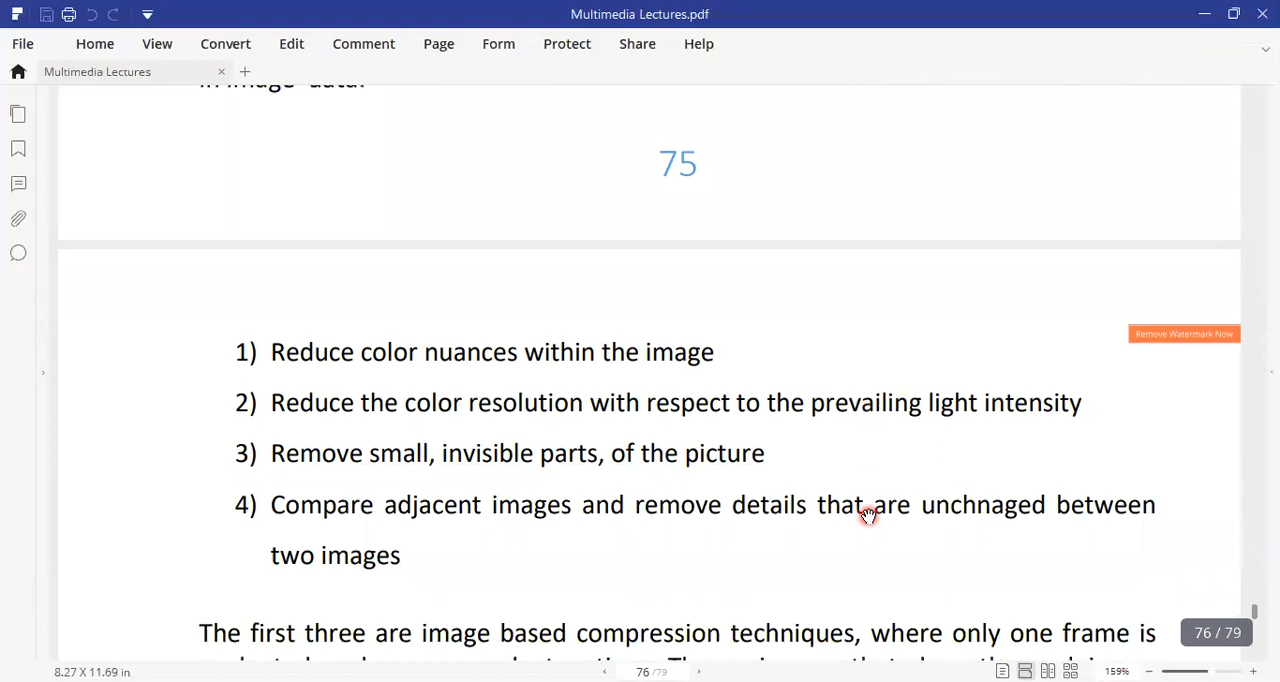 Multimedia Lectures.pdf
File Home View Convert Edit Comment Page Form Protect Share Help
Multimedia Lectures
75
Remove Watermark Now
1) Reduce color nuances within the image
2) Reduce the color resolution with respect to the prevailing light intensity
3) Remove small, invisible parts, of the picture
4) Compare adjacent images and remove details that are unchnaged between
two images
The first three are image based compression techniques, where only one frame is
76 / 79
8.27 X 11.69 in
76 /79
159%